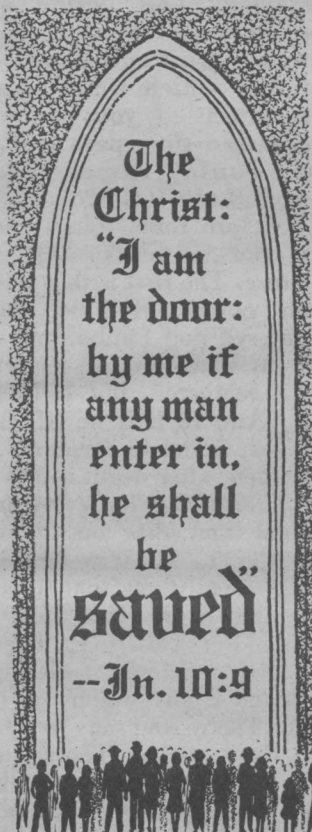 The
Christ:
"I am
the door:
by me if
any man
enter in,
he shall
be
saved"
--Jn. 10:9